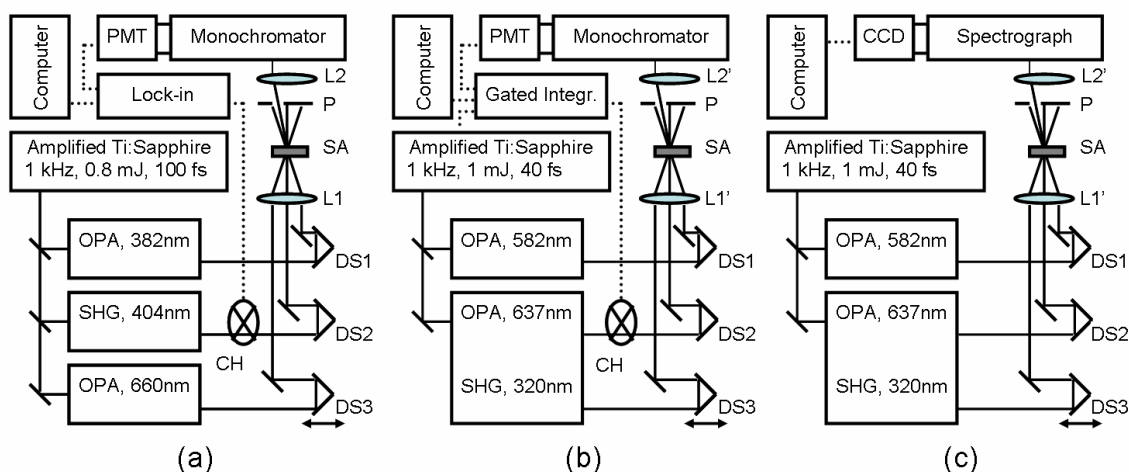 Computer
PMT
Monochromator
Lock-in
L2
P
SA
Amplified Ti:Sapphire
1 kHz, 0.8 mJ, 100 fs
L1
OPA, 382nm
DS1
SHG, 404nm
DS2
CH
OPA, 660nm
DS3
(a)
Computer
PMT
Monochromator
Gated Integr.
L2'
P
SA
Amplified Ti:Sapphire
1 kHz, 1 mJ, 40 fs
L1'
OPA, 582nm
DS1
OPA, 637nm
DS2
CH
SHG, 320nm
DS3
(b)
Computer
CCD
Spectrograph
L2'
P
SA
Amplified Ti:Sapphire
1 kHz, 1 mJ, 40 fs
L1'
OPA, 582nm
DS1
OPA, 637nm
DS2
SHG, 320nm
DS3
(c)